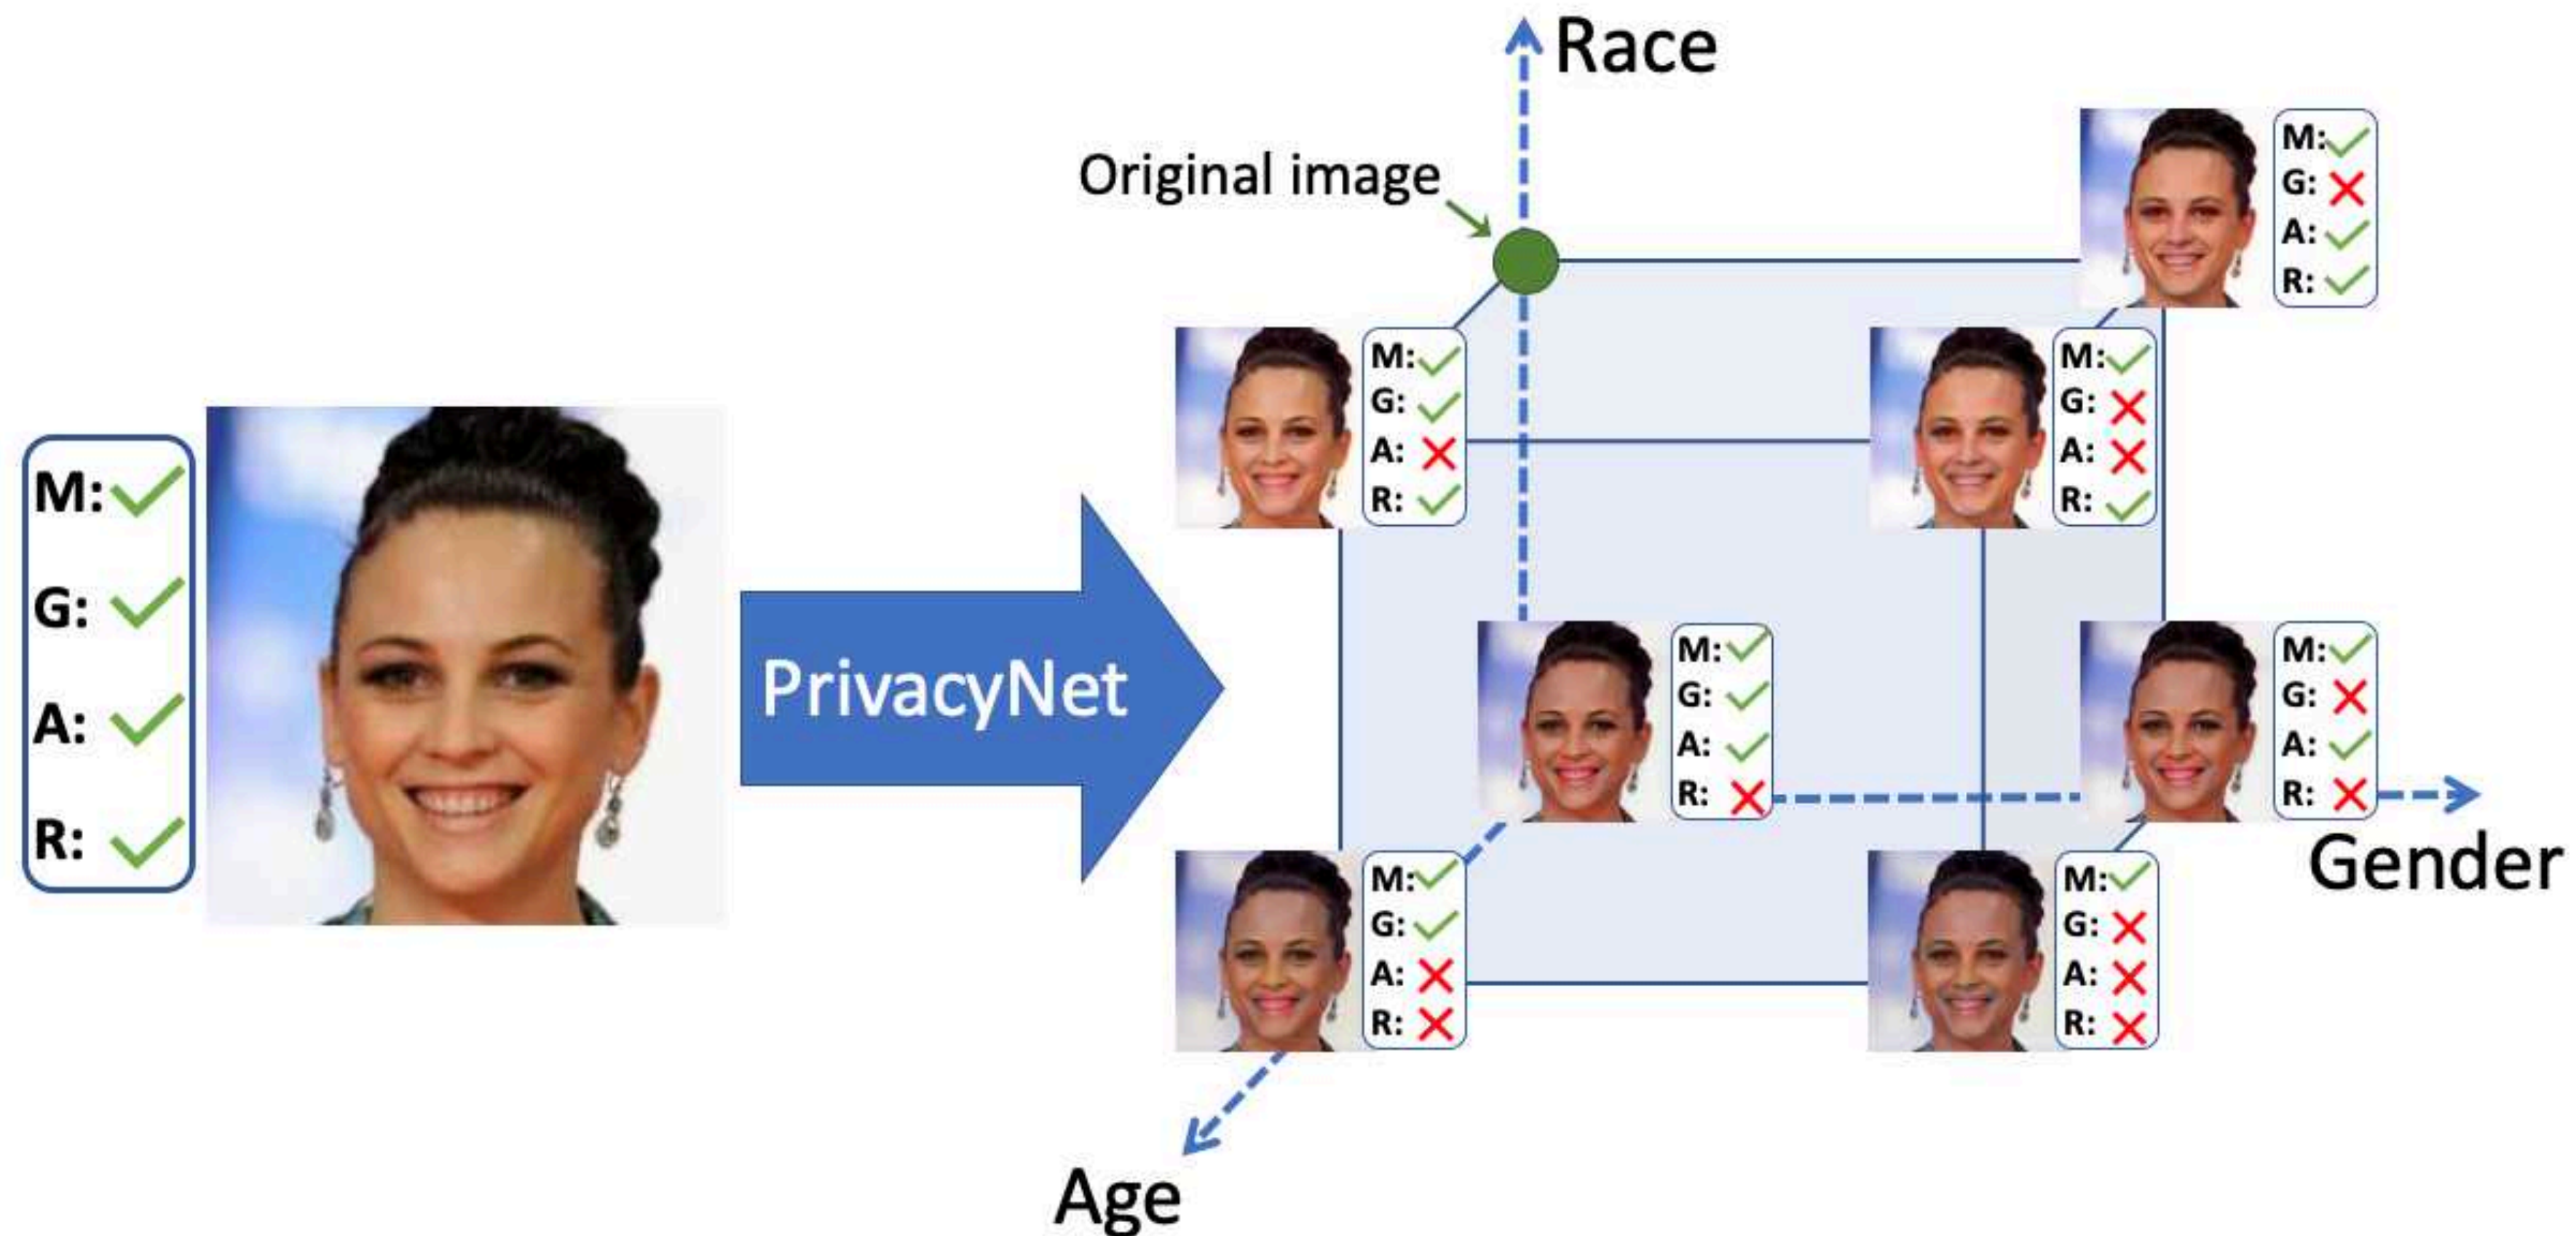 Race
Original image
M: ✓
G: ✗
A: ✓
R: ✓
M: ✓
G: ✓
A: ✗
R: ✓
M: ✓
G: ✗
A: ✗
R: ✓
M: ✓
G: ✓
A: ✓
R: ✓
PrivacyNet
M: ✓
G: ✓
A: ✓
R: ✗
M: ✓
G: ✗
A: ✓
R: ✗
Gender
M: ✓
G: ✓
A: ✗
R: ✗
M: ✓
G: ✗
A: ✗
R: ✗
Age